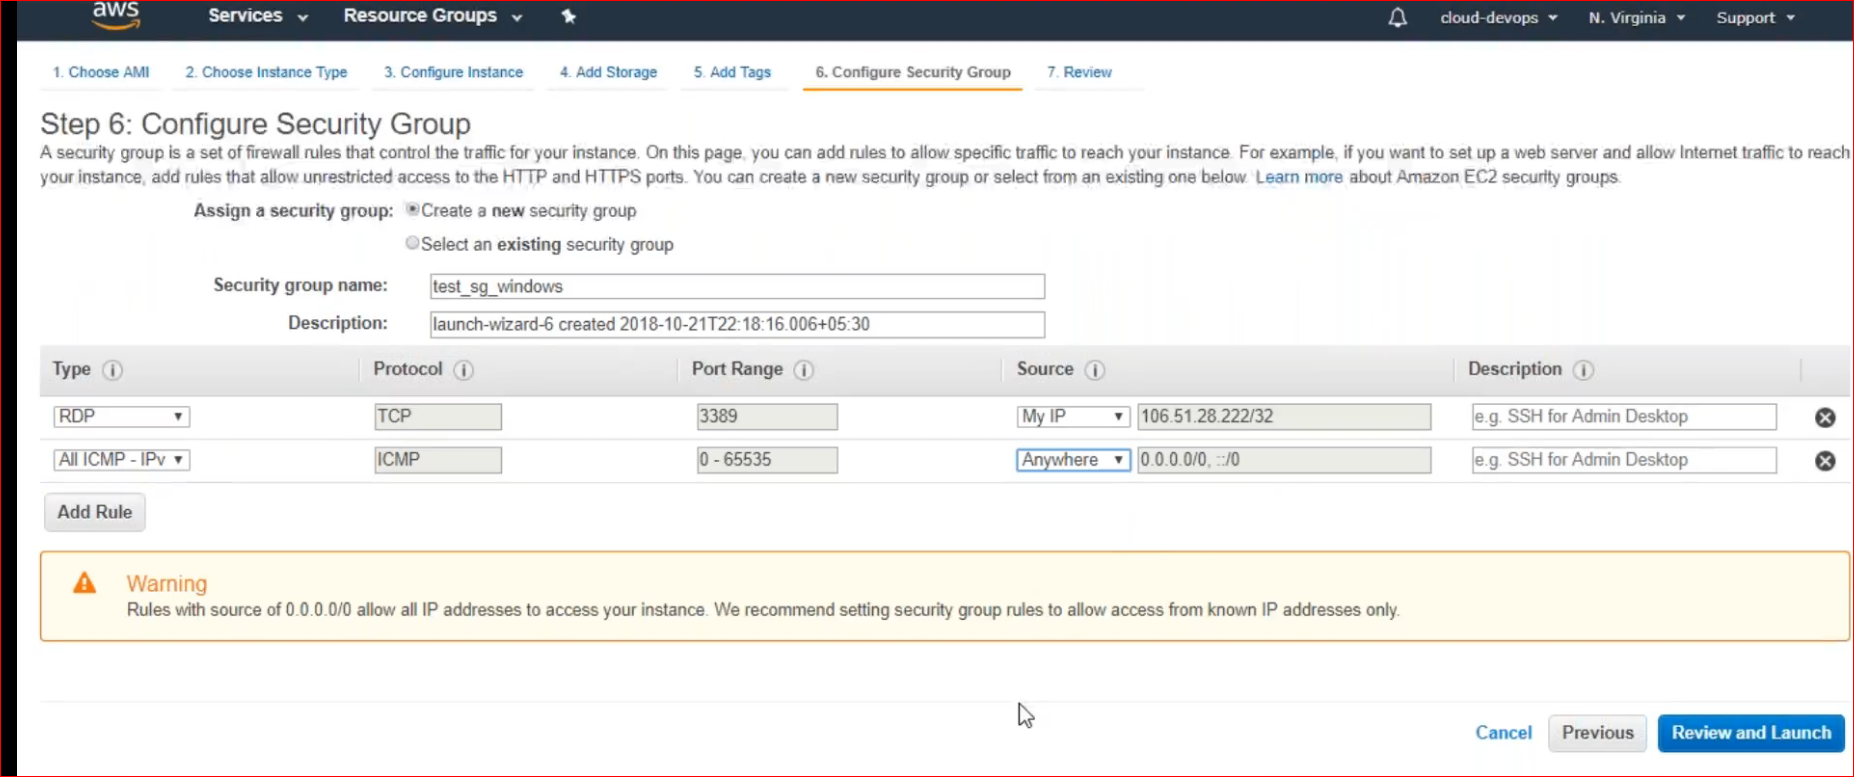 aws Services Resource Groups cloud-devops N. Virginia Support
1. Choose AMI 2. Choose Instance Type 3. Configure Instance 4. Add Storage 5. Add Tags 6. Configure Security Group 7. Review
Step 6: Configure Security Group
A security group is a set of firewall rules that control the traffic for your instance. On this page, you can add rules to allow specific traffic to reach your instance. For example, if you want to set up a web server and allow Internet traffic to reach
your instance, add rules that allow unrestricted access to the HTTP and HTTPS ports. You can create a new security group or select from an existing one below. Learn more about Amazon EC2 security groups.
Assign a security group: Create a new security group
Select an existing security group
Security group name: test_sg_windows
Description: launch-wizard-6 created 2018-10-21T22:18:16.006+05:30
Type i Protocol i Port Range i Source i Description i
RDP TCP 3389 My IP 106.51.28.222/32 e.g. SSH for Admin Desktop
All ICMP - IPv ICMP 0 - 65535 Anywhere 0.0.0.0/0, ::/0 e.g. SSH for Admin Desktop
Add Rule
Warning
Rules with source of 0.0.0.0/0 allow all IP addresses to access your instance. We recommend setting security group rules to allow access from known IP addresses only.
Cancel Previous Review and Launch